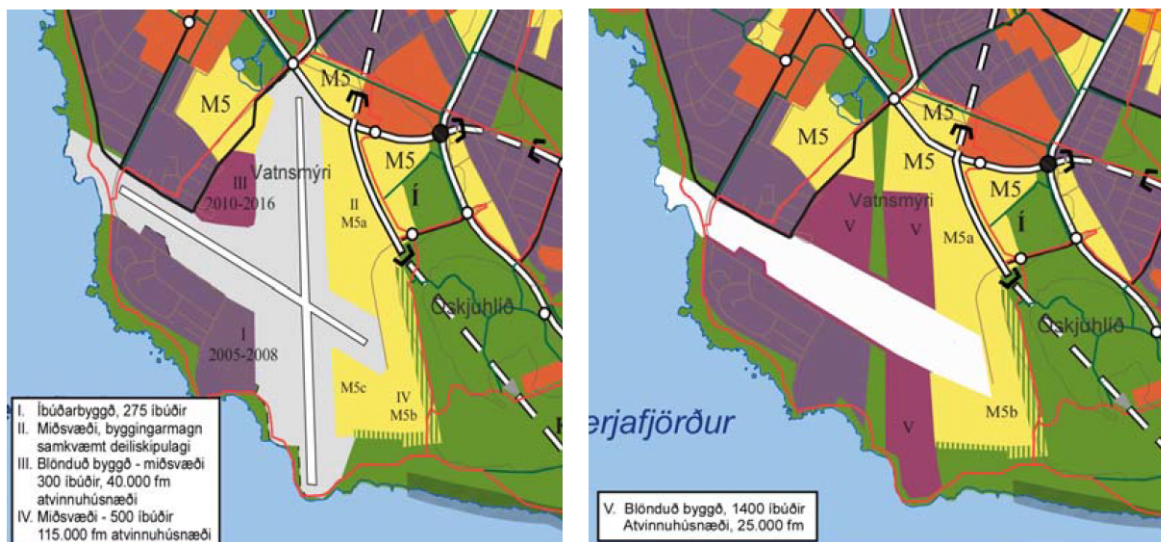 M5
M5
M5
III
Vatnsmýri
2010-2016
II
M5a
Í
Öskjuhlíð
I
2005-2008
M5c
IV
M5b
I. Íbúðarbyggð, 275 íbúðir
II. Miðsvæði, byggingarmagn
samkvæmt deiliskipulagi
III. Blönduð byggð - miðsvæði
300 íbúðir, 40.000 fm
atvinnuhúsnæði
IV. Miðsvæði - 500 íbúðir
115.000 fm atvinnuhúsnæði
M5
M5
M5
M5
Í
Vatnsmýri
V
V
M5a
Öskjuhlíð
erjafjörður
M5b
V
V. Blönduð byggð, 1400 íbúðir
Atvinnuhúsnæði, 25.000 fm